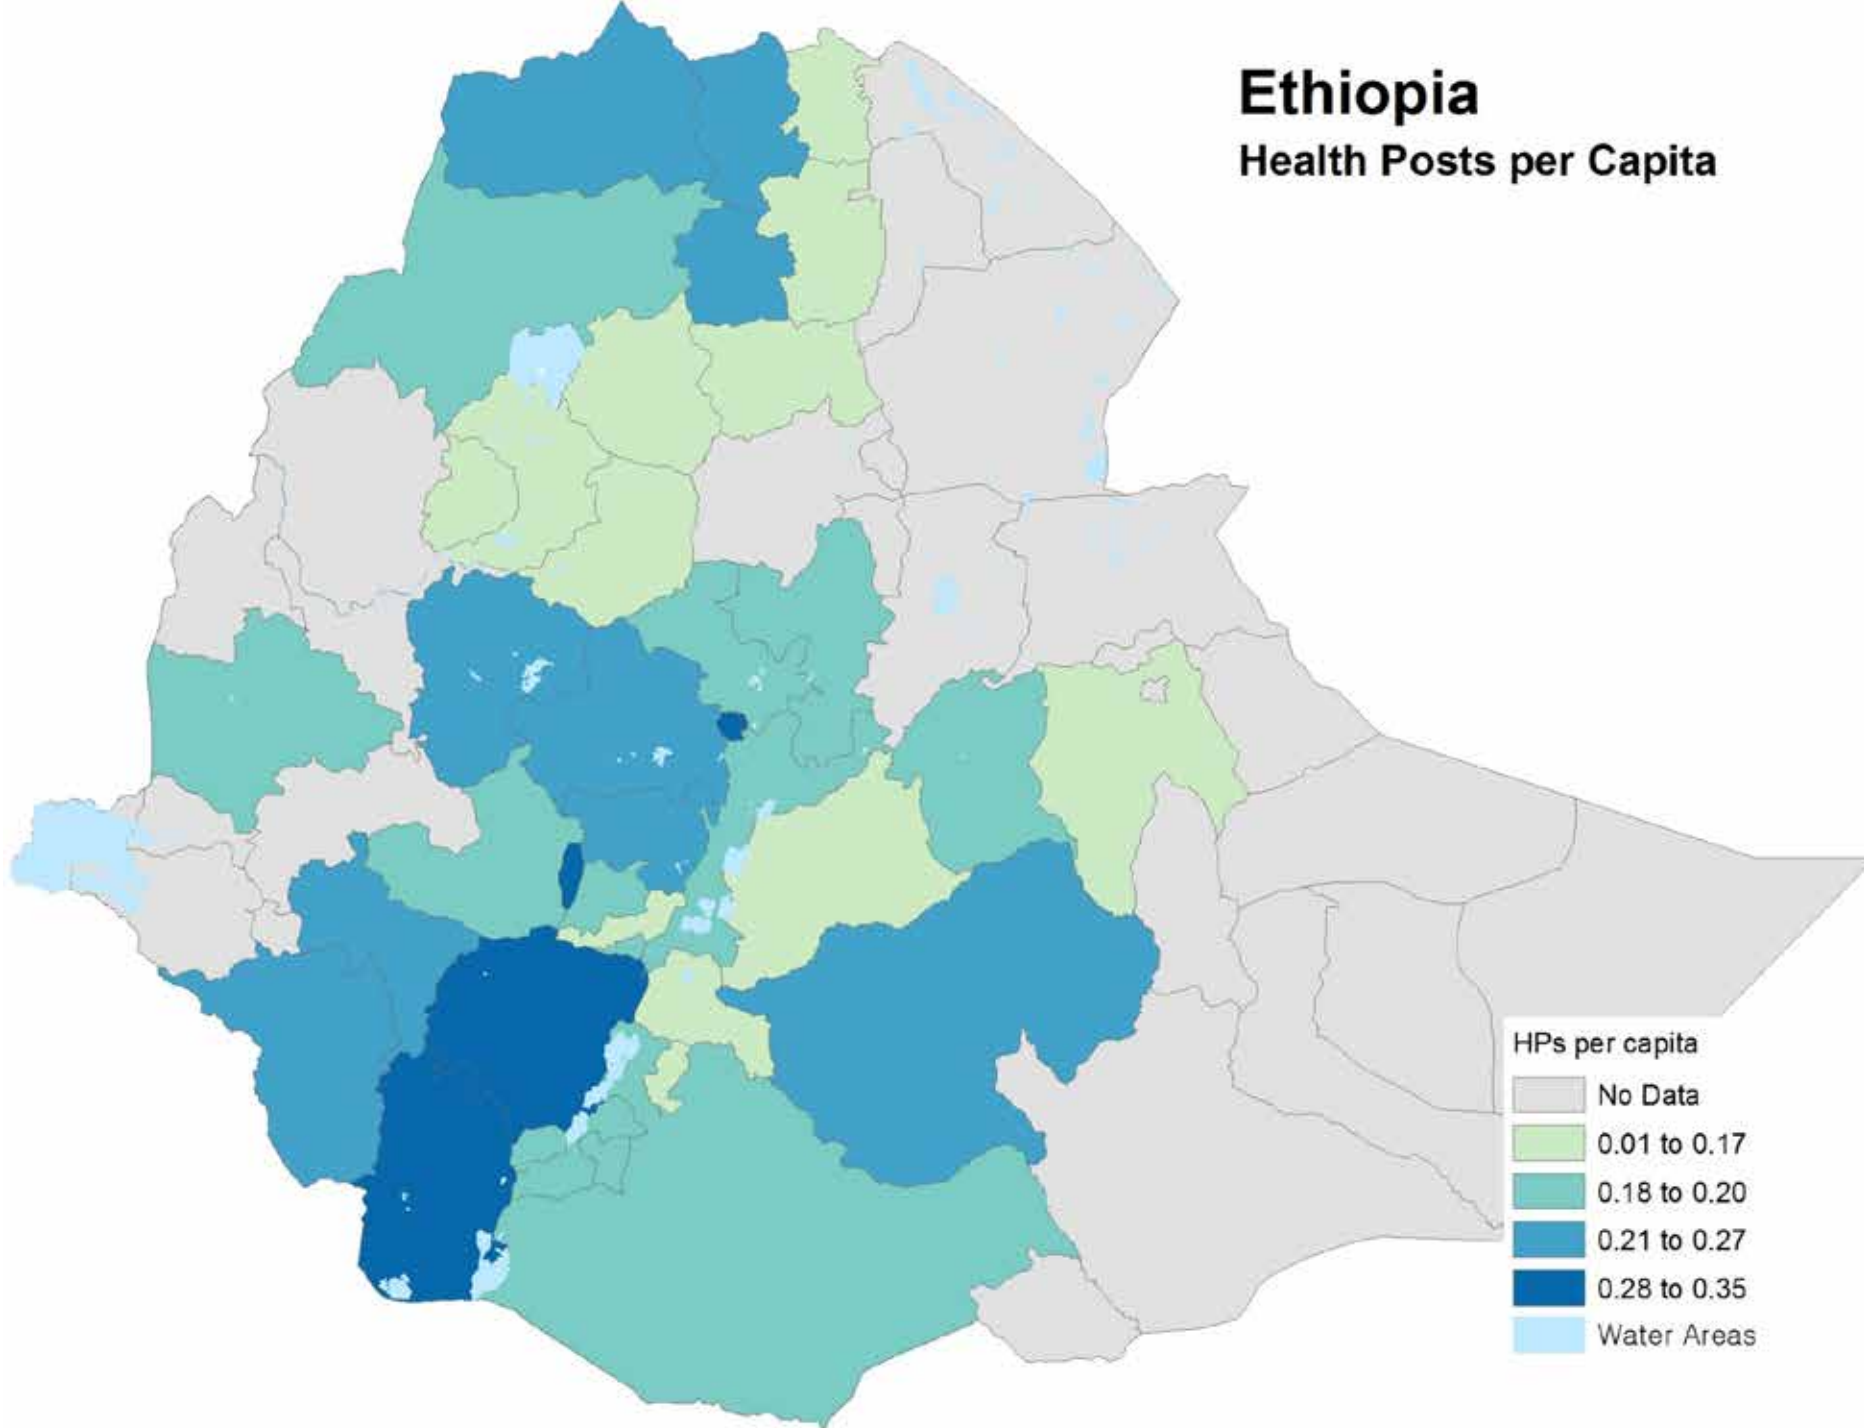 Ethiopia
Health Posts per Capita
HPs per capita
No Data
0.01 to 0.17
0.18 to 0.20
0.21 to 0.27
0.28 to 0.35
Water Areas